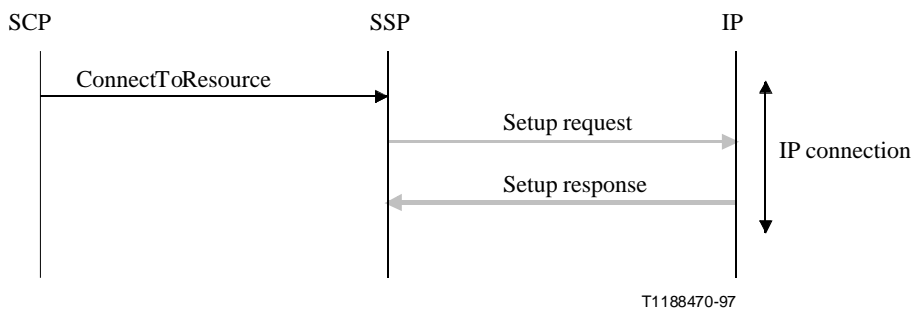 SCP SSP IP
ConnectToResource
Setup request
IP connection
Setup response
T1188470-97